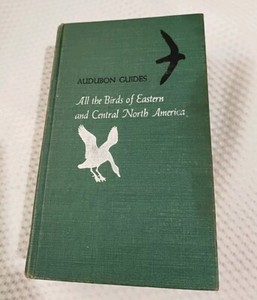 AUDUBON GUIDES
All the Birds of Eastern
and Central North America